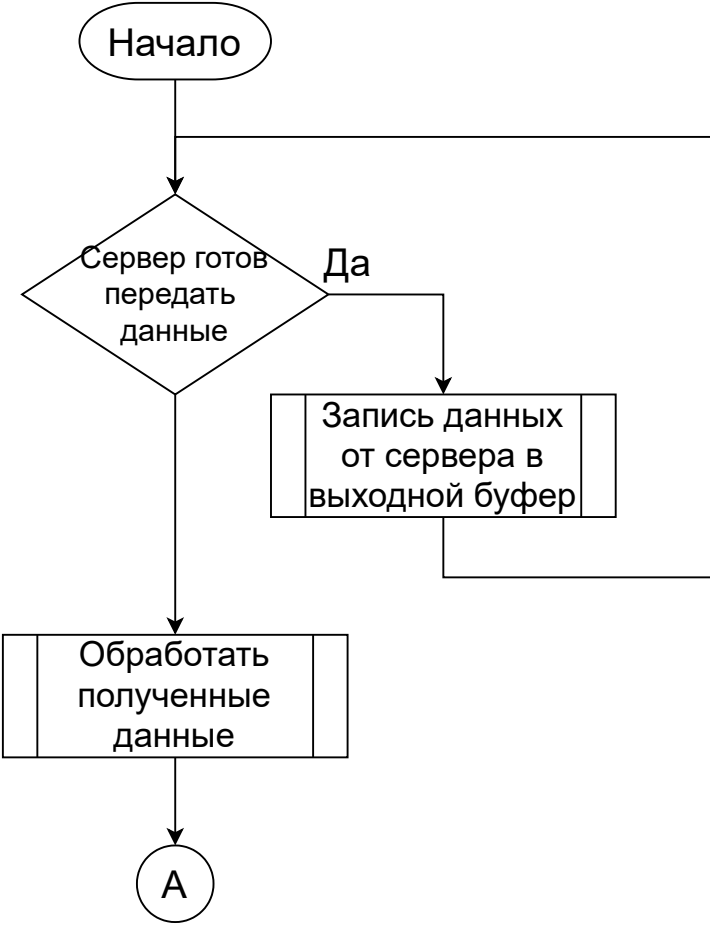 Начало
Сервер готов
передать
данные
Да
Запись данных
от сервера в
выходной буфер
Обработать
полученные
данные
А